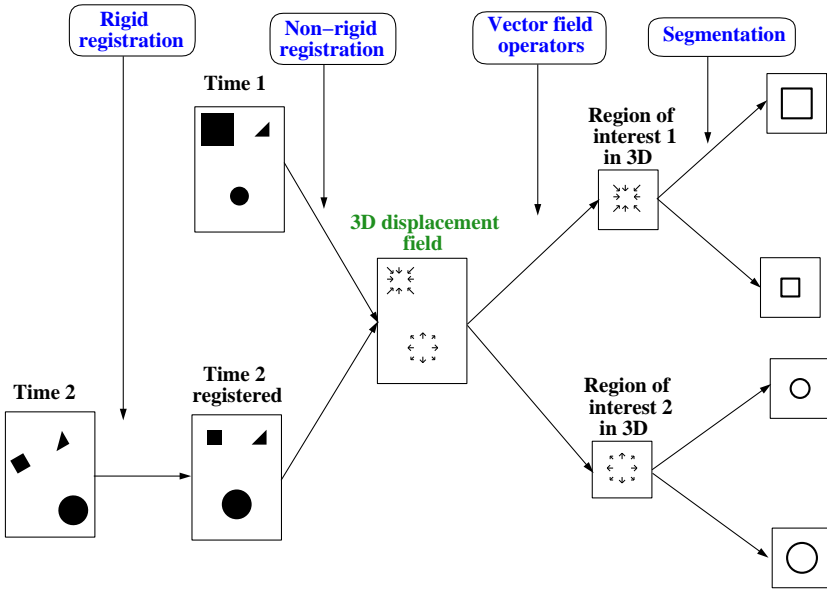 Rigid
registration
Non−rigid
registration
Vector field
operators
Segmentation
Time 1
Region of
interest 1
in 3D
3D displacement
field
Time 2
Time 2
registered
Region of
interest 2
in 3D